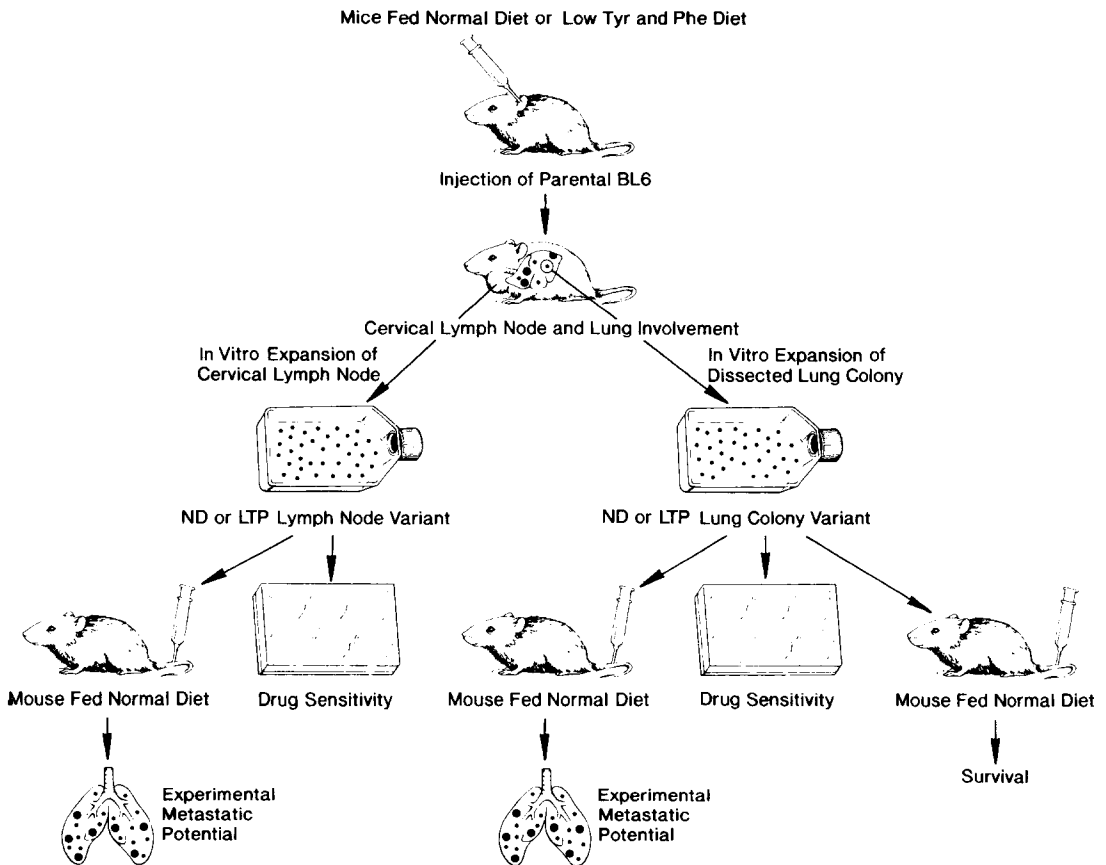 Mice Fed Normal Diet or Low Tyr and Phe Diet
Injection of Parental BL6
Cervical Lymph Node and Lung Involvement
In Vitro Expansion of
Cervical Lymph Node
In Vitro Expansion of
Dissected Lung Colony
ND or LTP Lymph Node Variant
ND or LTP Lung Colony Variant
Mouse Fed Normal Diet
Drug Sensitivity
Mouse Fed Normal Diet
Drug Sensitivity
Mouse Fed Normal Diet
Experimental
Metastatic
Potential
Experimental
Metastatic
Potential
Survival